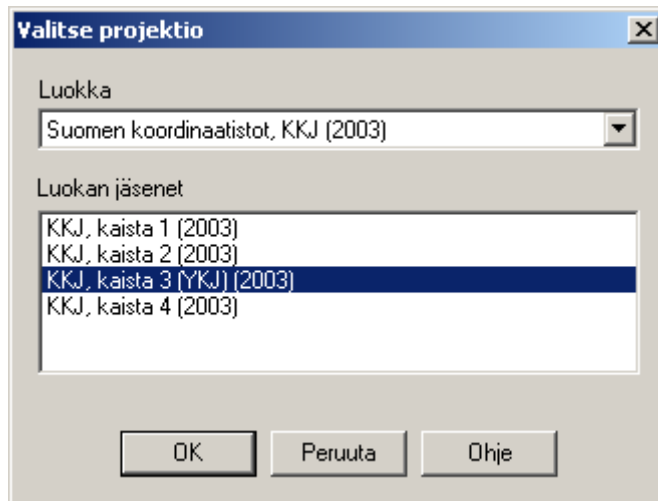 Valitse projektio
Luokka
Suomen koordinaatistot, KKJ (2003)
Luokan jäsenet
KKJ, kaista 1 (2003)
KKJ, kaista 2 (2003)
KKJ, kaista 3 (YKJ) (2003)
KKJ, kaista 4 (2003)
OK Peruuta Ohje